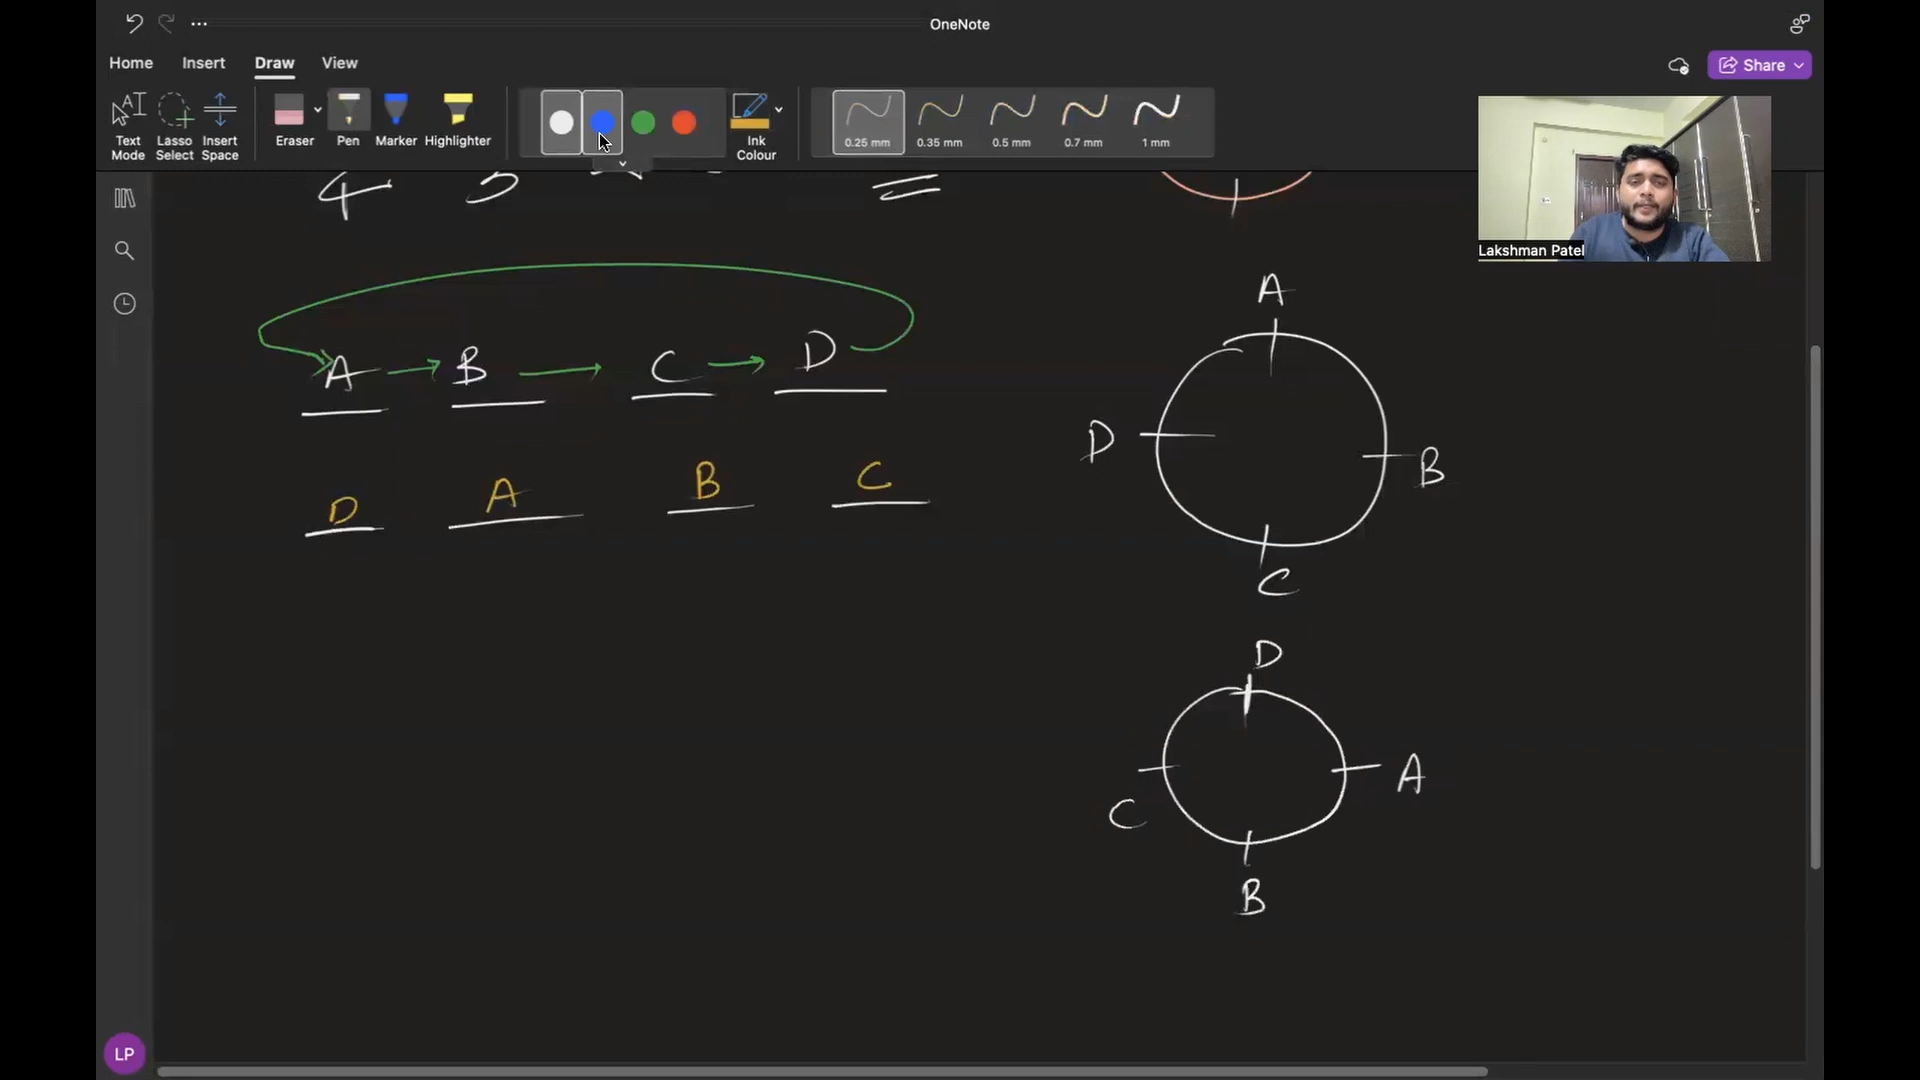 OneNote
Home Insert Draw View
Share
Text Mode
Lasso Select
Insert Space
Eraser
Pen
Marker
Highlighter
Ink Colour
0.25 mm
0.35 mm
0.5 mm
0.7 mm
1 mm
Lakshman Patel
4
A B C D
D A B C
A
D
B
C
D
A
C
B
LP